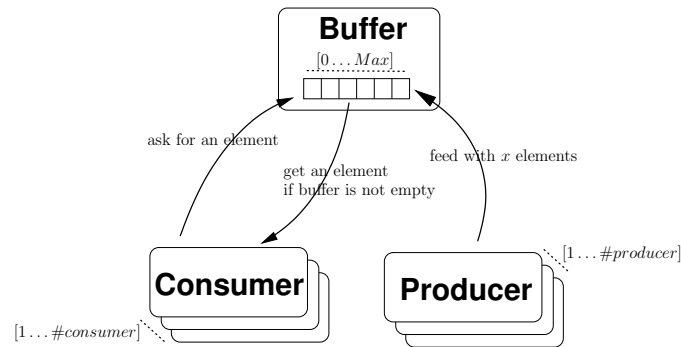 Buffer
[0 . . . Max]
ask for an element
get an element
if buffer is not empty
feed with x elements
[1 . . . #producer]
Consumer
Producer
[1 . . . #consumer]